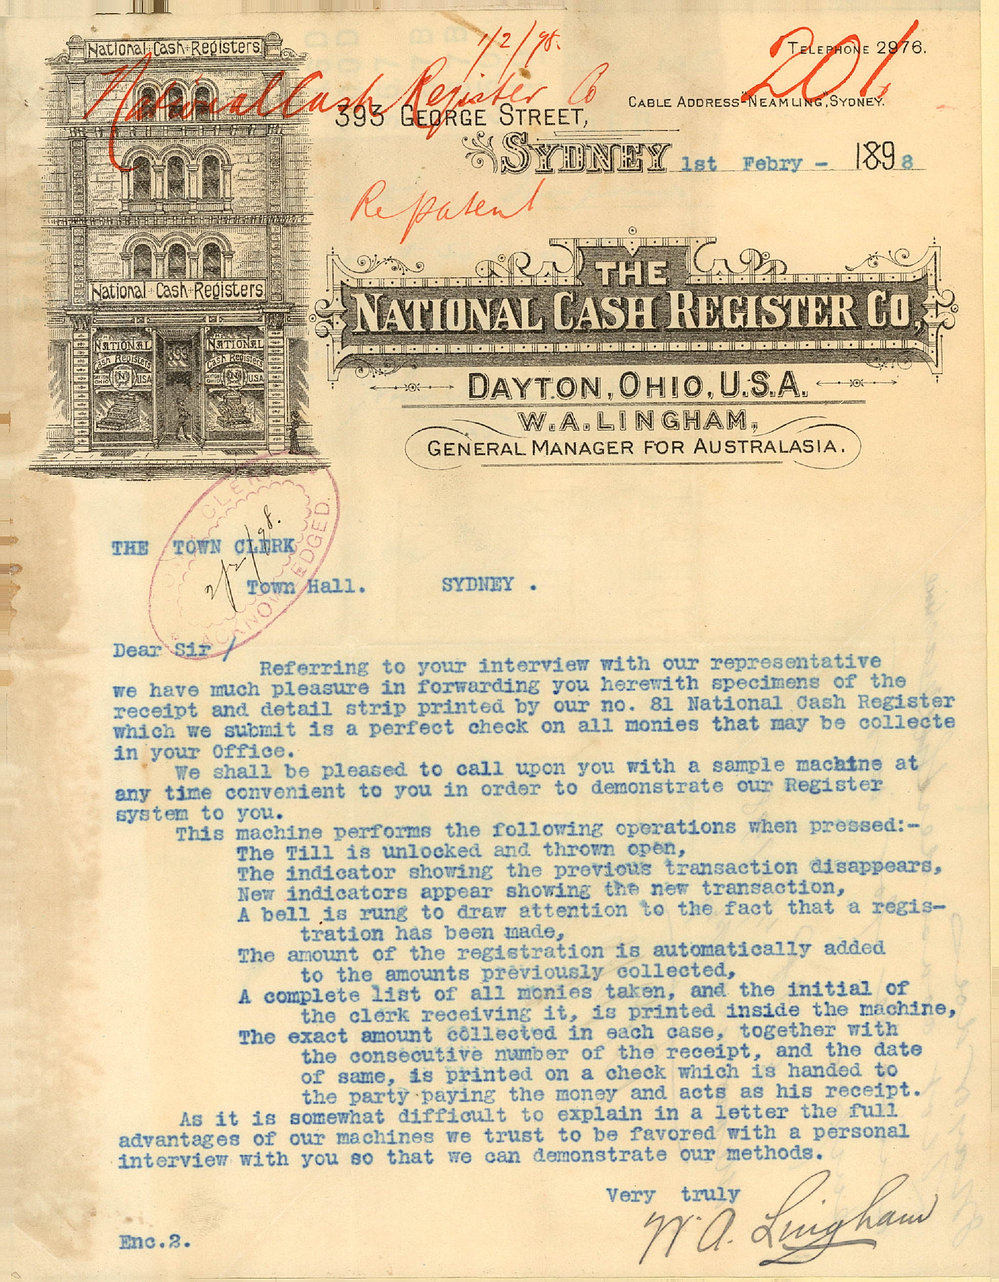 National Cash Registers
1/2/98.
TELEPHONE 2976.
National Cash Register Co
201
393 GEORGE STREET,
CABLE ADDRESS "NEAMLING", SYDNEY.
SYDNEY 1st Febry - 1898
Re patent
National Cash Registers
THE
NATIONAL CASH REGISTER CO,
NATIONAL
Cash Registers
393
NATIONAL
Cash Registers
N USA
N USA
DAYTON, OHIO, U.S.A.
W. A. LINGHAM,
GENERAL MANAGER FOR AUSTRALASIA.
CLERK
ACKNOWLEDGED.
2/2/98.
THE TOWN CLERK
Town Hall. SYDNEY .
Dear Sir /
Referring to your interview with our representative
we have much pleasure in forwarding you herewith specimens of the
receipt and detail strip printed by our no. 81 National Cash Register
which we submit is a perfect check on all monies that may be collecte
in your Office.
We shall be pleased to call upon you with a sample machine at
any time convenient to you in order to demonstrate our Register
system to you.
This machine performs the following operations when pressed:-
The Till is unlocked and thrown open,
The indicator showing the previous transaction disappears,
New indicators appear showing the new transaction,
A bell is rung to draw attention to the fact that a regis-
tration has been made,
The amount of the registration is automatically added
to the amounts previously collected,
A complete list of all monies taken, and the initial of
the clerk receiving it, is printed inside the machine,
The exact amount collected in each case, together with
the consecutive number of the receipt, and the date
of same, is printed on a check which is handed to
the party paying the money and acts as his receipt.
As it is somewhat difficult to explain in a letter the full
advantages of our machines we trust to be favored with a personal
interview with you so that we can demonstrate our methods.
Very truly
W. A. Lingham
Enc.2.